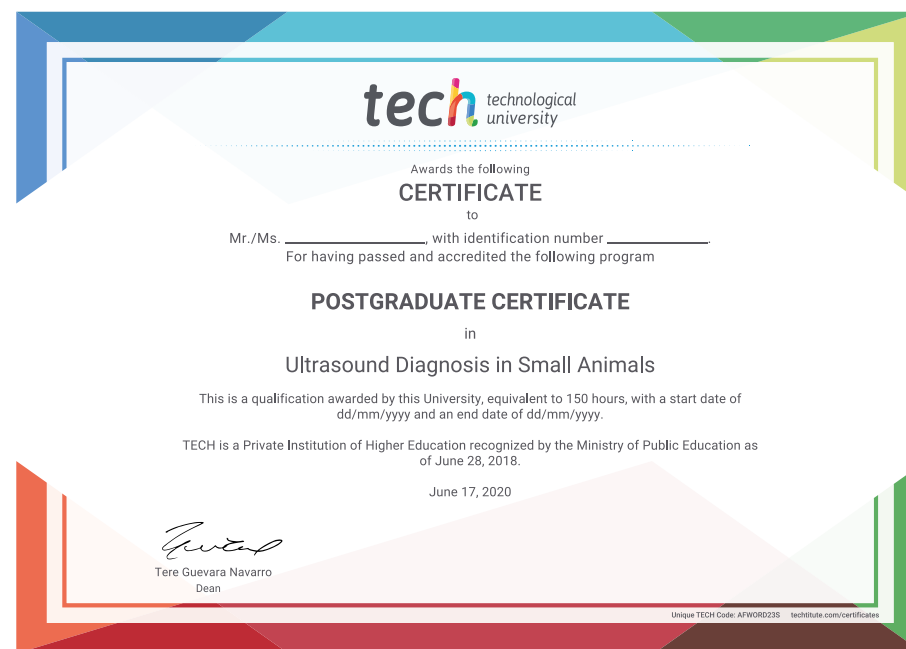 tech technological
university
Awards the following
CERTIFICATE
to
Mr./Ms. ____________________, with identification number ______________.
For having passed and accredited the following program
POSTGRADUATE CERTIFICATE
in
Ultrasound Diagnosis in Small Animals
This is a qualification awarded by this University, equivalent to 150 hours, with a start date of
dd/mm/yyyy and an end date of dd/mm/yyyy.
TECH is a Private Institution of Higher Education recognized by the Ministry of Public Education as
of June 28, 2018.
June 17, 2020
Tere Guevara Navarro
Dean
Unique TECH Code: AFWORD23S techtitute.com/certificates